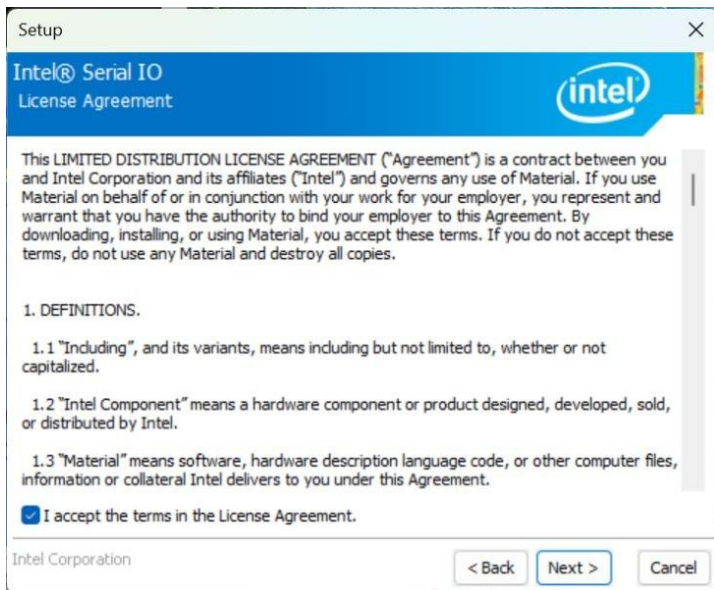 Setup
Intel® Serial IO
License Agreement
intel
This LIMITED DISTRIBUTION LICENSE AGREEMENT ("Agreement") is a contract between you
and Intel Corporation and its affiliates ("Intel") and governs any use of Material. If you use
Material on behalf of or in conjunction with your work for your employer, you represent and
warrant that you have the authority to bind your employer to this Agreement. By
downloading, installing, or using Material, you accept these terms. If you do not accept these
terms, do not use any Material and destroy all copies.
1. DEFINITIONS.
1.1 "Including", and its variants, means including but not limited to, whether or not
capitalized.
1.2 "Intel Component" means a hardware component or product designed, developed, sold,
or distributed by Intel.
1.3 "Material" means software, hardware description language code, or other computer files,
information or collateral Intel delivers to you under this Agreement.
I accept the terms in the License Agreement.
Intel Corporation
< Back
Next >
Cancel